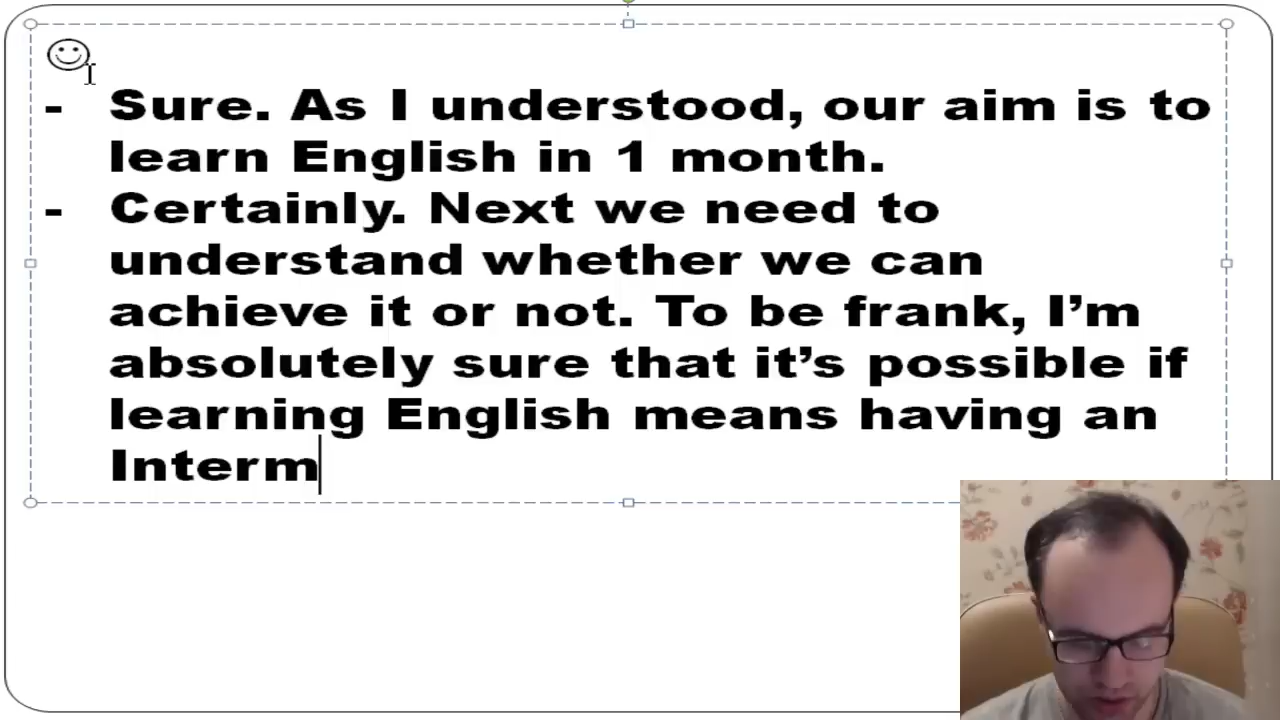 - Sure. As I understood, our aim is to
learn English in 1 month.
- Certainly. Next we need to
understand whether we can
achieve it or not. To be frank, I’m
absolutely sure that it’s possible if
learning English means having an
Interm